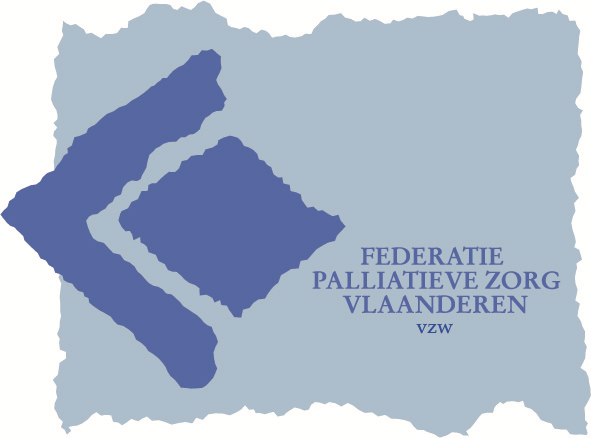 FEDERATIE
PALLIATIEVE ZORG
VLAANDEREN
VZW